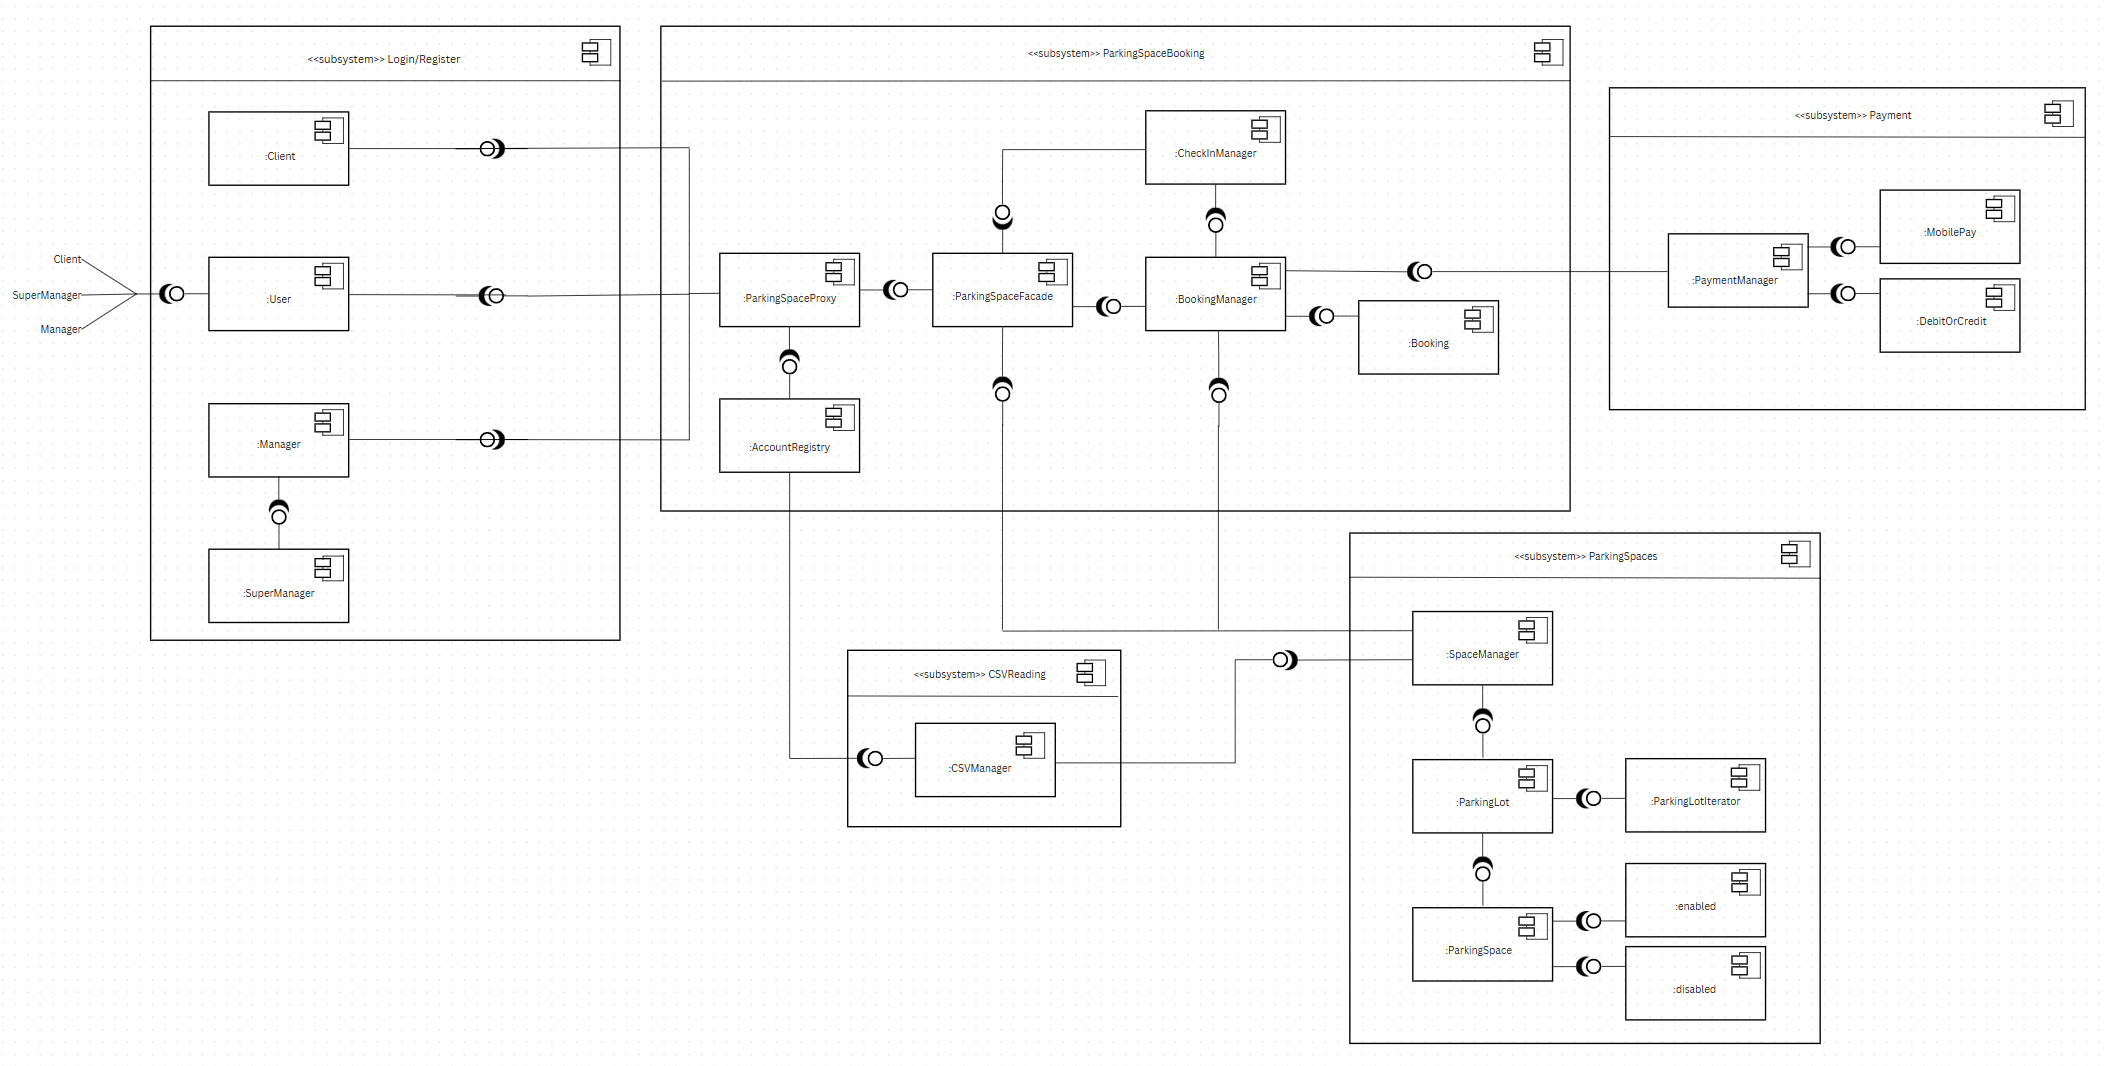 <<subsystem>> Login/Register
:Client
:User
:Manager
:SuperManager
Client
SuperManager
Manager
<<subsystem>> ParkingSpaceBooking
:CheckInManager
:ParkingSpaceProxy
:ParkingSpaceFacade
:BookingManager
:Booking
:AccountRegistry
<<subsystem>> Payment
:MobilePay
:PaymentManager
:DebitOrCredit
<<subsystem>> CSVReading
:CSVManager
<<subsystem>> ParkingSpaces
:SpaceManager
:ParkingLot
:ParkingLotIterator
:enabled
:ParkingSpace
:disabled